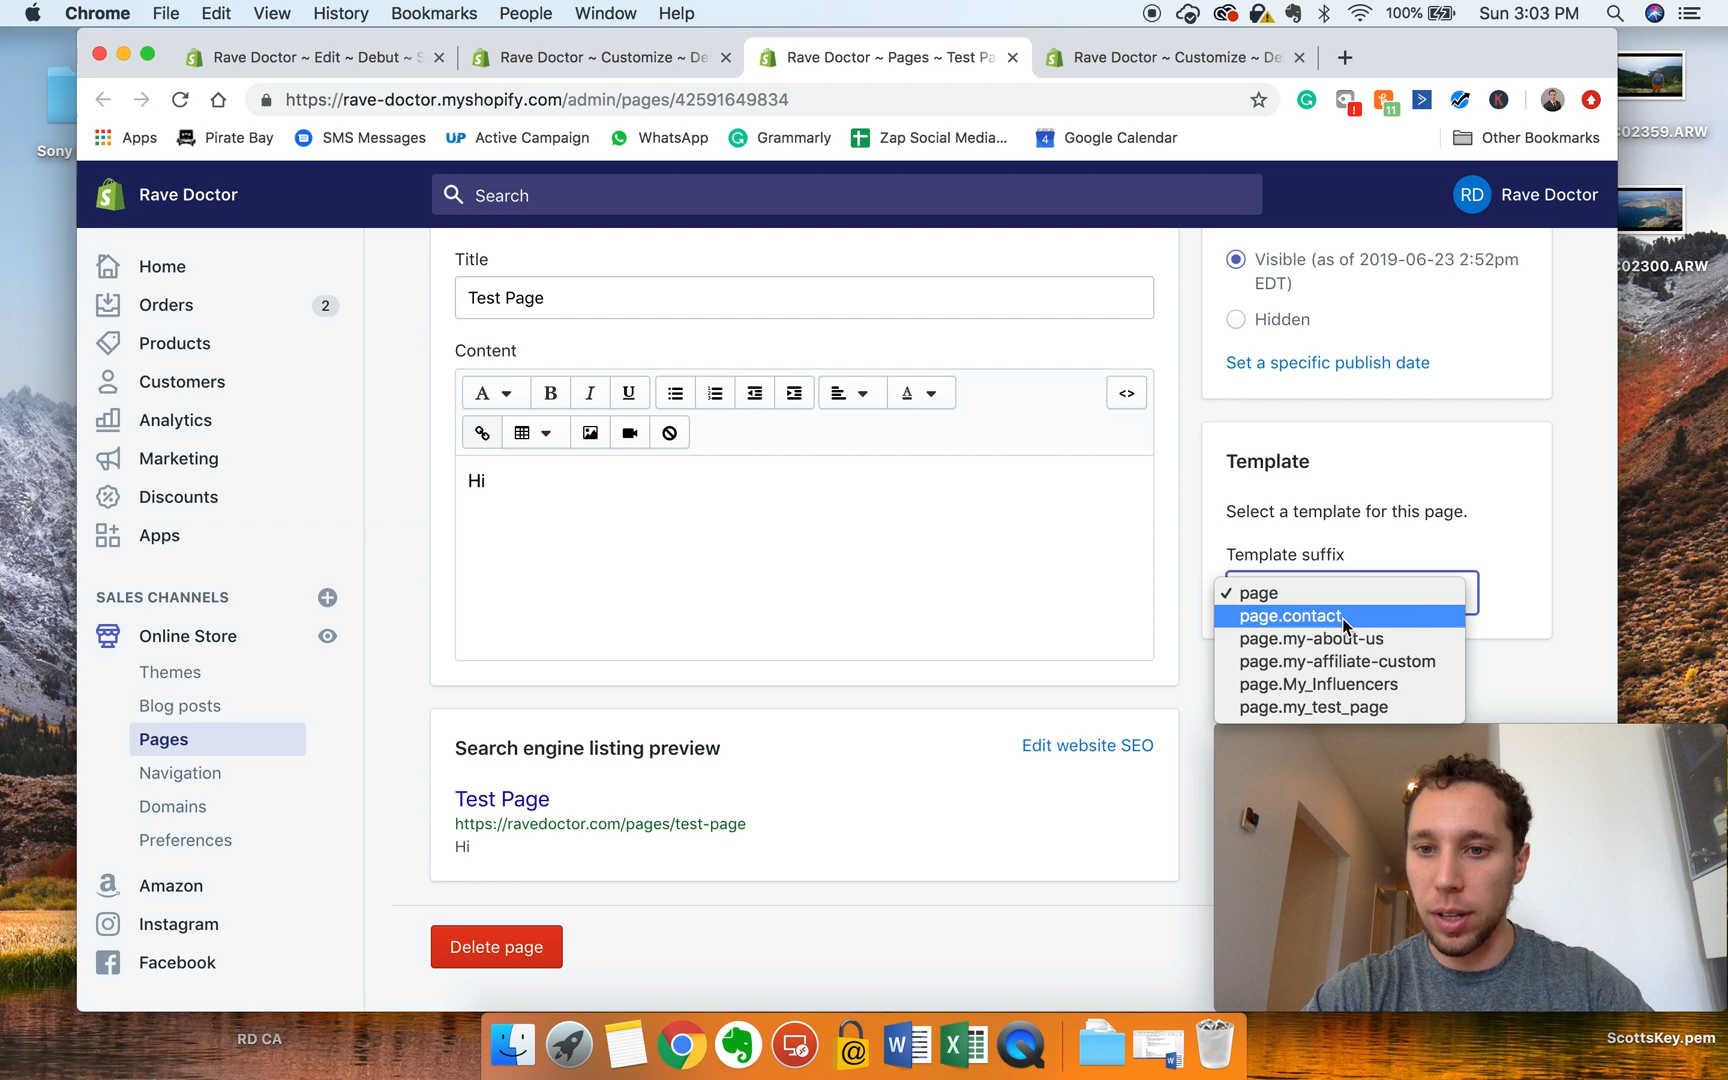 Chrome File Edit View History Bookmarks People Window Help
100% Sun 3:03 PM
Rave Doctor ~ Edit ~ Debut ~ S
Rave Doctor ~ Customize ~ De
Rave Doctor ~ Pages ~ Test Pa
Rave Doctor ~ Customize ~ De
https://rave-doctor.myshopify.com/admin/pages/42591649834
11
Apps Pirate Bay SMS Messages UP Active Campaign WhatsApp Grammarly Zap Social Media... 4 Google Calendar Other Bookmarks
Sony
C02359.ARW
C02300.ARW
Rave Doctor
Search
RD Rave Doctor
Home
Orders 2
Products
Customers
Analytics
Marketing
Discounts
Apps
SALES CHANNELS
Online Store
Themes
Blog posts
Pages
Navigation
Domains
Preferences
Amazon
Instagram
Facebook
Title
Test Page
Content
A B I U A <>
Hi
Search engine listing preview
Edit website SEO
Test Page
https://ravedoctor.com/pages/test-page
Hi
Delete page
Visible (as of 2019-06-23 2:52pm
EDT)
Hidden
Set a specific publish date
Template
Select a template for this page.
Template suffix
page
page.contact
page.my-about-us
page.my-affiliate-custom
page.My_Influencers
page.my_test_page
RD CA
ScottsKey.pem